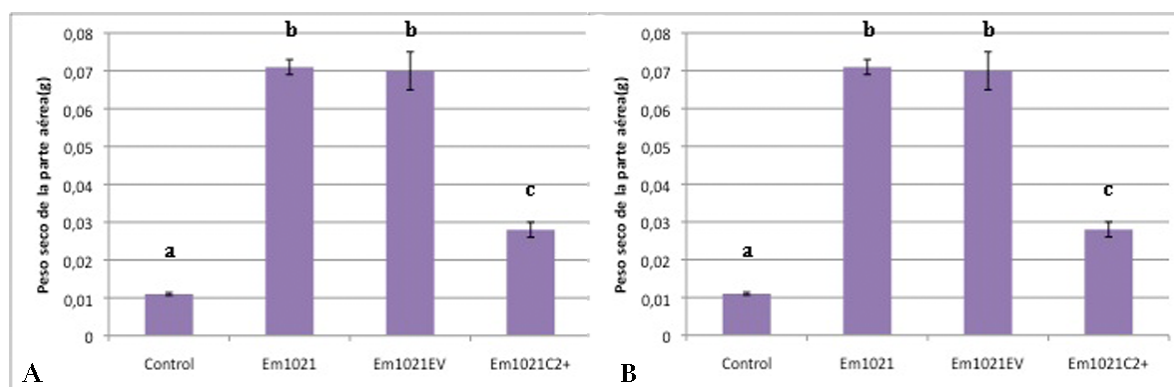 b b
0,08
0,07
0,06
0,05
c
0,04
0,03
a
0,02
0,01
0
Peso seco de la parte aérea(g)
Control Em1021 Em1021EV Em1021C2+
A
b b
0,08
0,07
0,06
0,05
c
0,04
0,03
a
0,02
0,01
0
Peso seco de la parte aérea(g)
Control Em1021 Em1021EV Em1021C2+
B